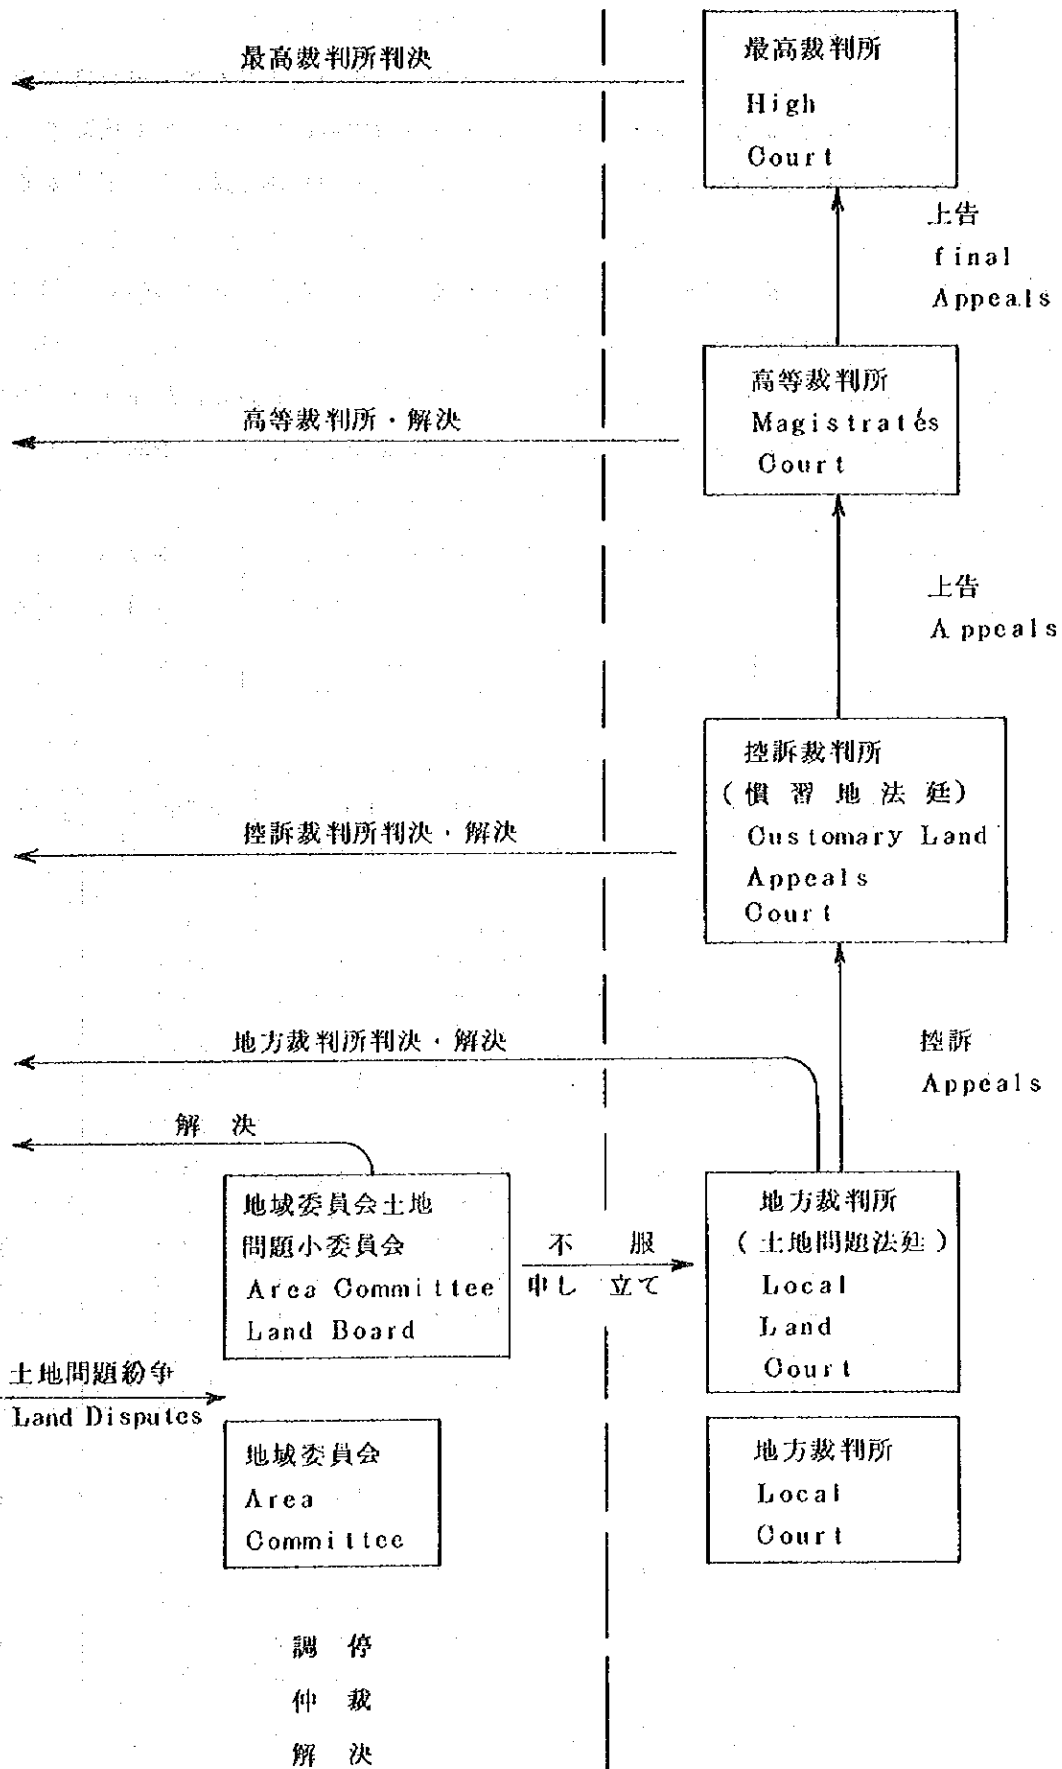 最高裁判所判決
最高裁判所
High
Court
上告
final
Appeals
高等裁判所・解決
高等裁判所
Magistratés
Court
上告
Appeals
控訴裁判所判決・解決
控訴裁判所
(慣習地法廷)
Customary Land
Appeals
Court
控訴
Appeals
地方裁判所判決・解決
解決
地域委員会土地
問題小委員会
Area Committee
Land Board
不服
申し立て
地方裁判所
(土地問題法廷)
Local
Land
Court
土地問題紛争
Land Disputes
地域委員会
Area
Committee
地方裁判所
Local
Court
調停
仲裁
解決